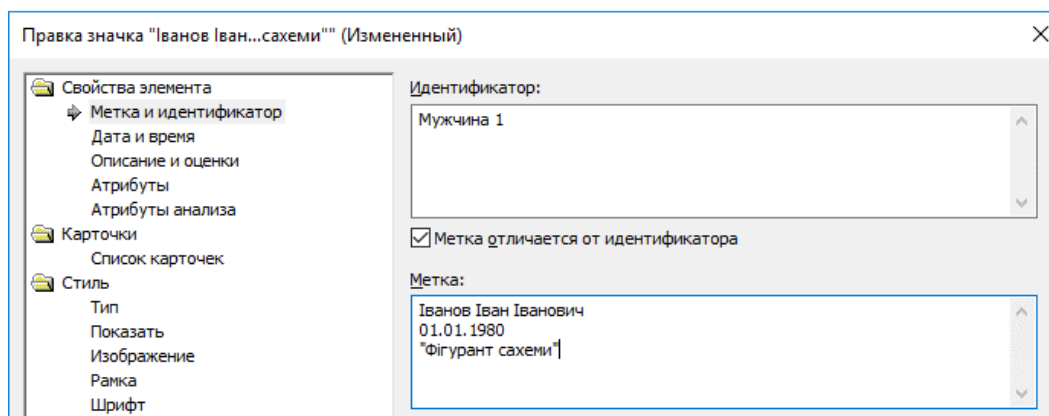 Правка значка "Іванов Іван...сахеми"" (Измененный)
Свойства элемента
Метка и идентификатор
Дата и время
Описание и оценки
Атрибуты
Атрибуты анализа
Карточки
Список карточек
Стиль
Тип
Показать
Изображение
Рамка
Шрифт
Идентификатор:
Мужчина 1
Метка отличается от идентификатора
Метка:
Іванов Іван Іванович
01.01.1980
"Фігурант сахеми"